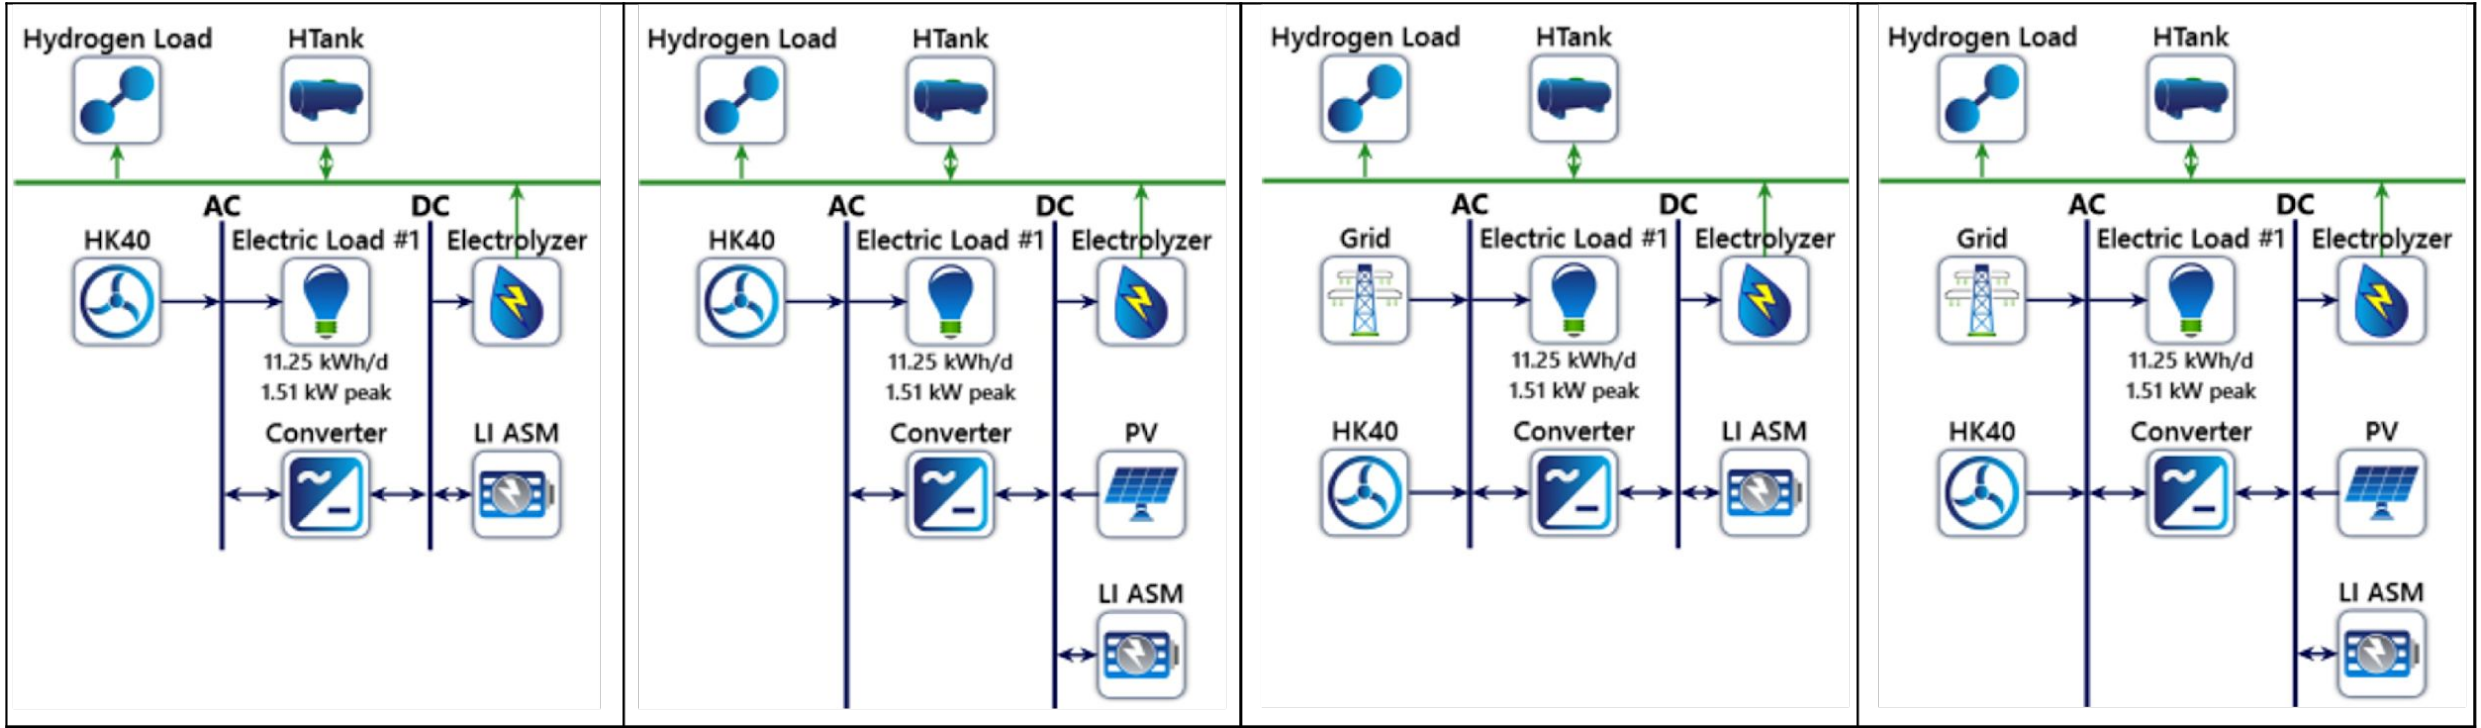 Hydrogen Load HTank
AC DC
HK40 Electric Load #1 Electrolyzer
11.25 kWh/d
1.51 kW peak
Converter LI ASM
Hydrogen Load HTank
AC DC
HK40 Electric Load #1 Electrolyzer
11.25 kWh/d
1.51 kW peak
Converter PV
LI ASM
Hydrogen Load HTank
AC DC
Grid Electric Load #1 Electrolyzer
11.25 kWh/d
1.51 kW peak
HK40 Converter LI ASM
Hydrogen Load HTank
AC DC
Grid Electric Load #1 Electrolyzer
11.25 kWh/d
1.51 kW peak
HK40 Converter PV
LI ASM